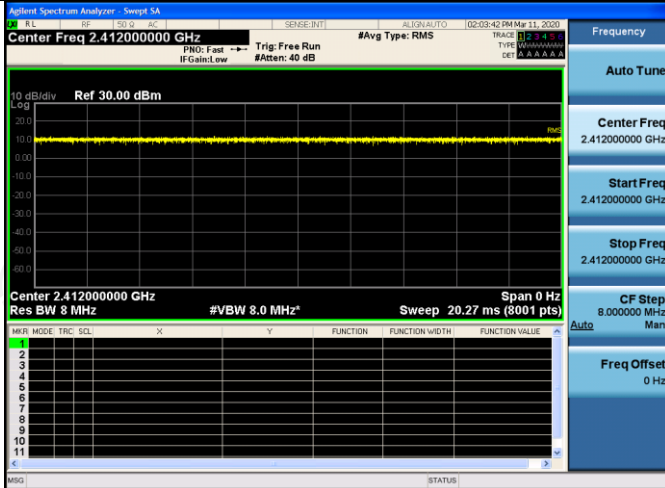 Agilent Spectrum Analyzer - Swept SA
RL RF 50 Ω AC SENSE:INT ALIGN AUTO 02:03:42 PM Mar 11, 2020
Center Freq 2.412000000 GHz #Avg Type: RMS TRACE 1 2 3 4 5 6
PNO: Fast Trig: Free Run TYPE
IFGain:Low #Atten: 40 dB DET A A A A A A
10 dB/div Ref 30.00 dBm
Log
20.0
RMS
10.0
0.00
-10.0
-20.0
-30.0
-40.0
-50.0
-60.0
Center 2.412000000 GHz Span 0 Hz
Res BW 8 MHz #VBW 8.0 MHz* Sweep 20.27 ms (8001 pts)
MKR MODE TRC SCL X Y FUNCTION FUNCTION WIDTH FUNCTION VALUE
1
2
3
4
5
6
7
8
9
10
11
MSG STATUS
Frequency
Auto Tune
Center Freq
2.412000000 GHz
Start Freq
2.412000000 GHz
Stop Freq
2.412000000 GHz
CF Step
8.000000 MHz
Auto Man
Freq Offset
0 Hz